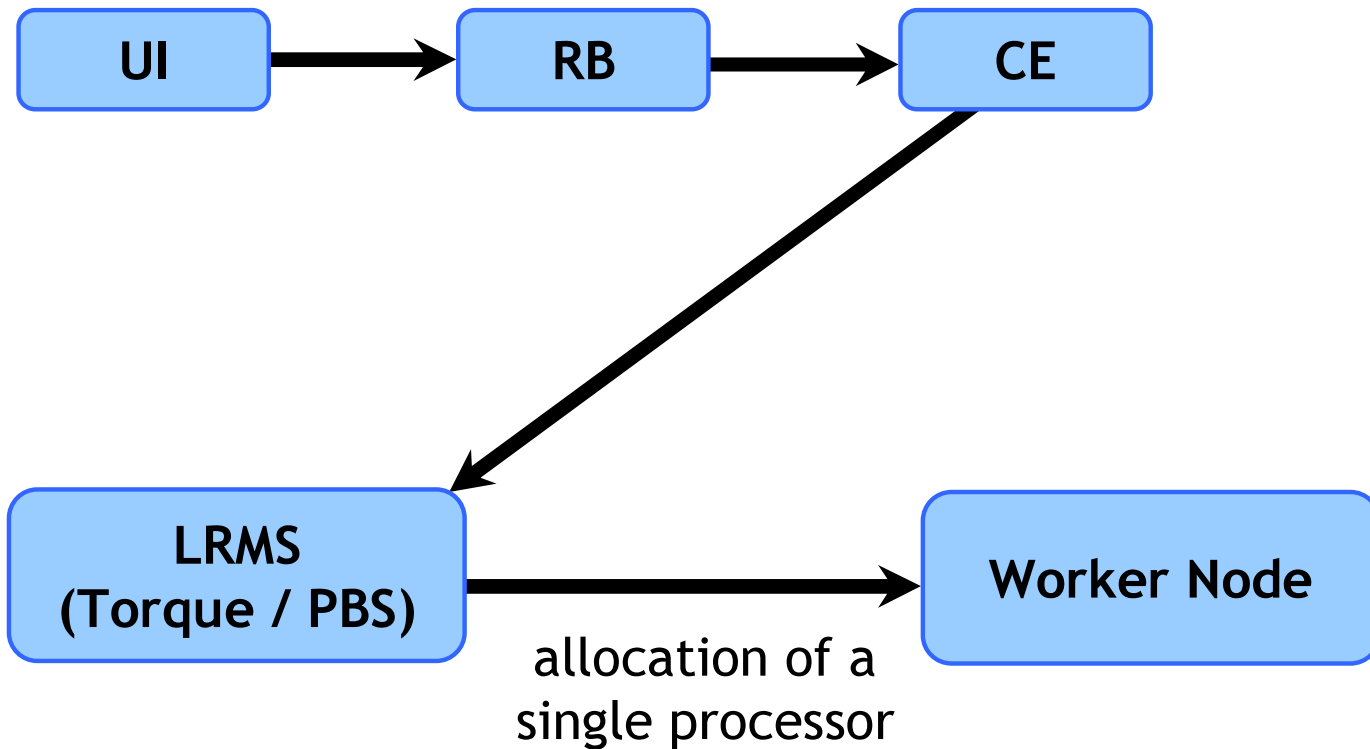 UI
RB
CE
LRMS
(Torque / PBS)
Worker Node
allocation of a
single processor